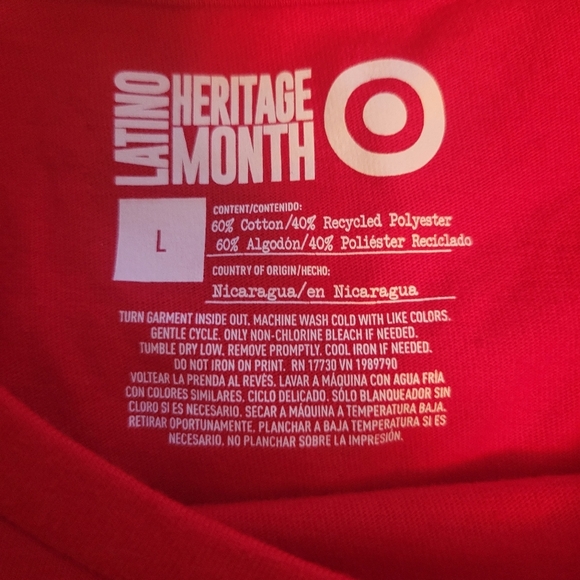 LATINO
HERITAGE
MONTH
L
CONTENT/CONTENIDO:
60% Cotton/40% Recycled Polyester
60% Algodón/40% Poliéster Reciclado
COUNTRY OF ORIGIN/HECHO:
Nicaragua/en Nicaragua
TURN GARMENT INSIDE OUT. MACHINE WASH COLD WITH LIKE COLORS.
GENTLE CYCLE. ONLY NON-CHLORINE BLEACH IF NEEDED.
TUMBLE DRY LOW. REMOVE PROMPTLY. COOL IRON IF NEEDED.
DO NOT IRON ON PRINT. RN 17730 VN 1989790
VOLTEAR LA PRENDA AL REVÉS. LAVAR A MÁQUINA CON AGUA FRÍA
CON COLORES SIMILARES. CICLO DELICADO. SÓLO BLANQUEADOR SIN
CLORO SI ES NECESARIO. SECAR A MÁQUINA A TEMPERATURA BAJA.
RETIRAR OPORTUNAMENTE. PLANCHAR A BAJA TEMPERATURA SI ES
NECESARIO. NO PLANCHAR SOBRE LA IMPRESIÓN.